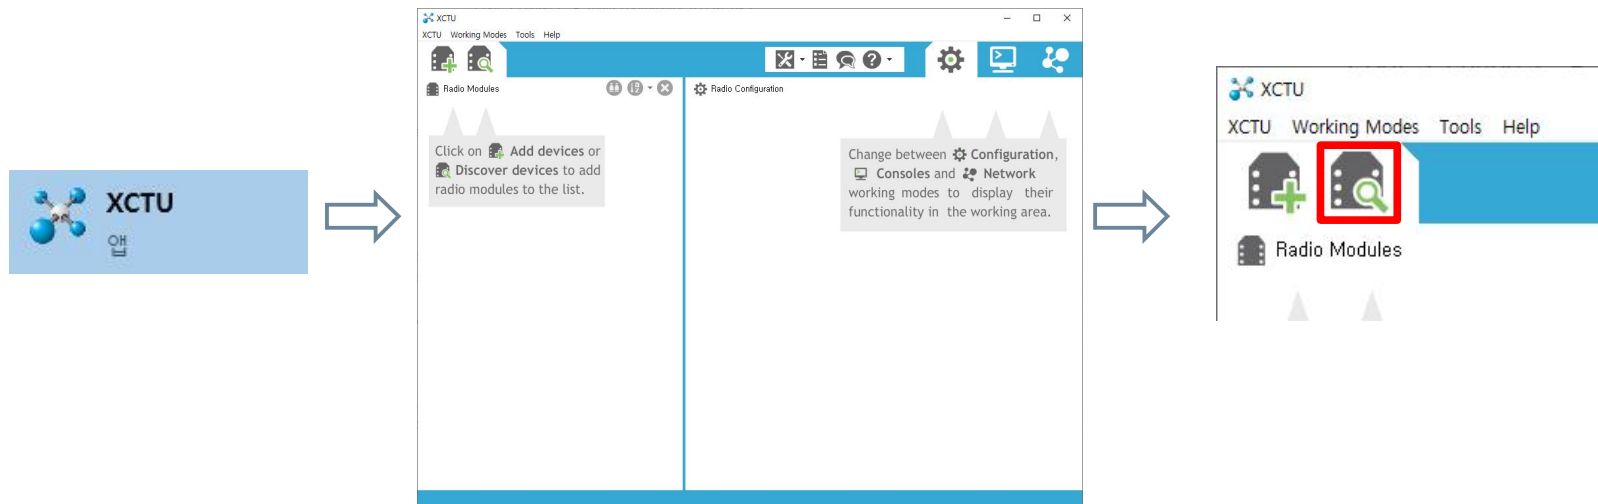 XCTU
앱
XCTU
XCTU Working Modes Tools Help
Radio Modules
Radio Configuration
Click on Add devices or
Discover devices to add
radio modules to the list.
Change between Configuration,
Consoles and Network
working modes to display their
functionality in the working area.
XCTU
XCTU Working Modes Tools Help
Radio Modules